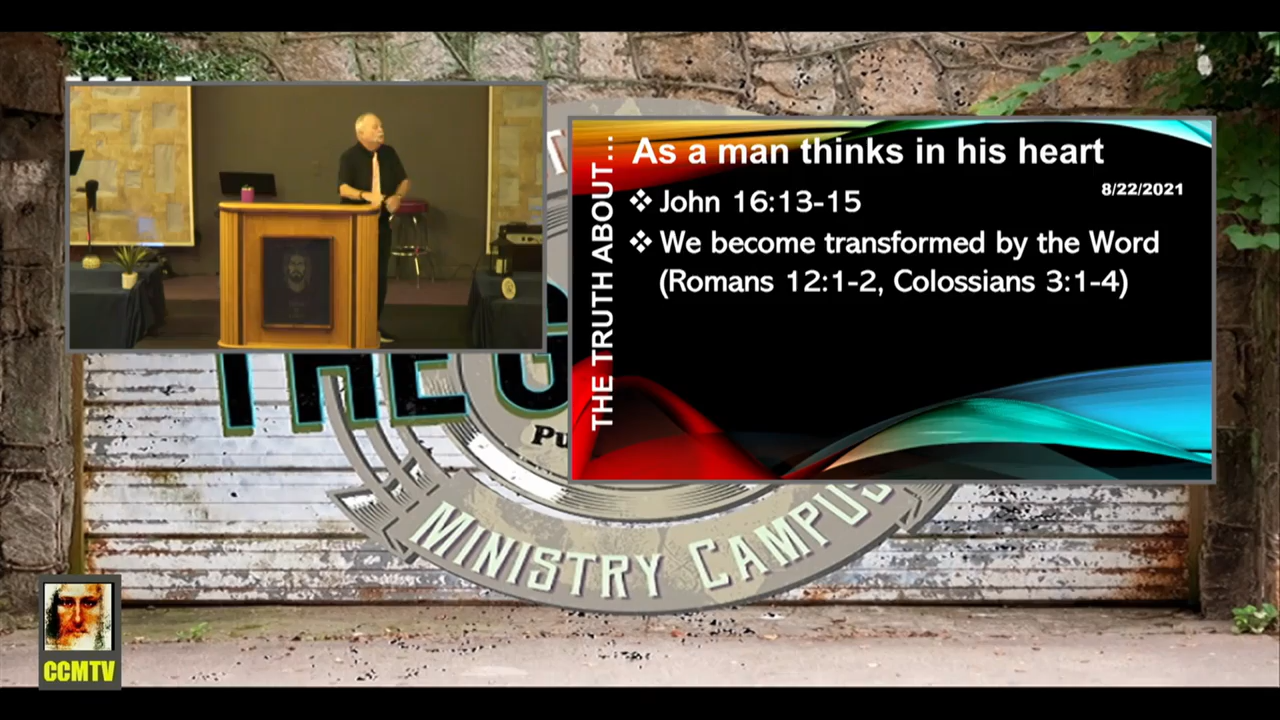 THE TRUTH ABOUT...
As a man thinks in his heart
8/22/2021
❖ John 16:13-15
❖ We become transformed by the Word
(Romans 12:1-2, Colossians 3:1-4)
THE
MINISTRY CAMPUS
CCMTV